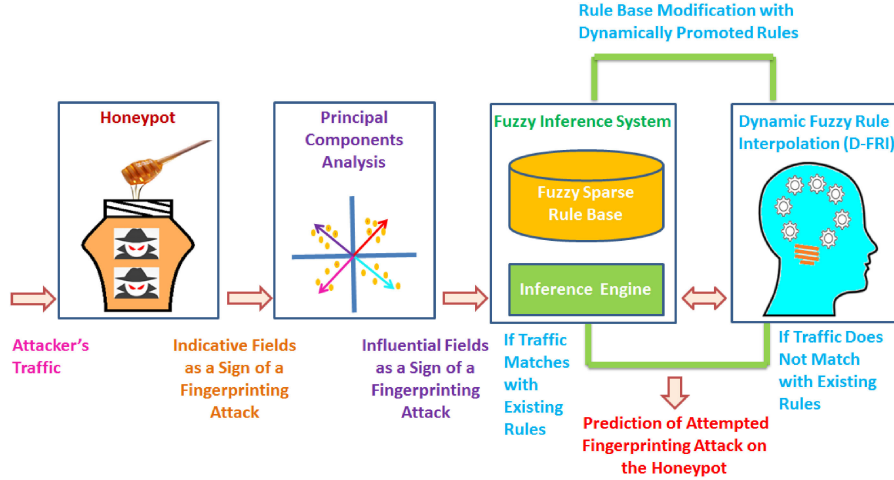 Rule Base Modification with
Dynamically Promoted Rules
Honeypot
Principal
Components
Analysis
Fuzzy Inference System
Fuzzy Sparse
Rule Base
Inference Engine
Dynamic Fuzzy Rule
Interpolation (D-FRI)
Attacker's
Traffic
Indicative Fields
as a Sign of a
Fingerprinting
Attack
Influential Fields
as a Sign of a
Fingerprinting
Attack
If Traffic
Matches
with
Existing
Rules
If Traffic Does
Not Match
with Existing
Rules
Prediction of Attempted
Fingerprinting Attack on
the Honeypot